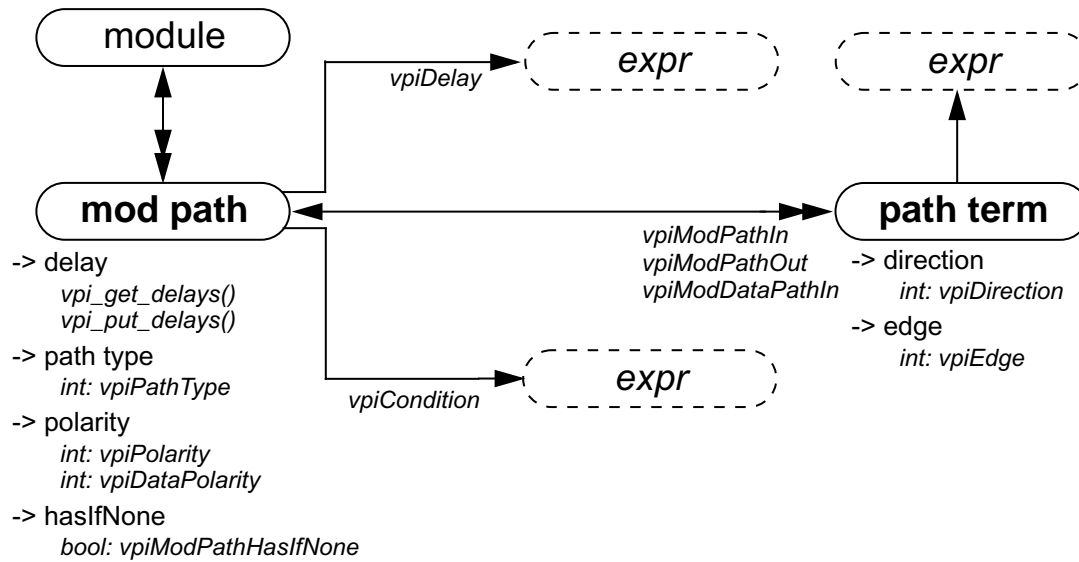 module
expr
expr
vpiDelay
mod path
path term
vpiModPathIn
vpiModPathOut
vpiModDataPathIn
-> delay
vpi_get_delays()
vpi_put_delays()
-> path type
int: vpiPathType
-> polarity
int: vpiPolarity
int: vpiDataPolarity
-> hasIfNone
bool: vpiModPathHasIfNone
-> direction
int: vpiDirection
-> edge
int: vpiEdge
expr
vpiCondition